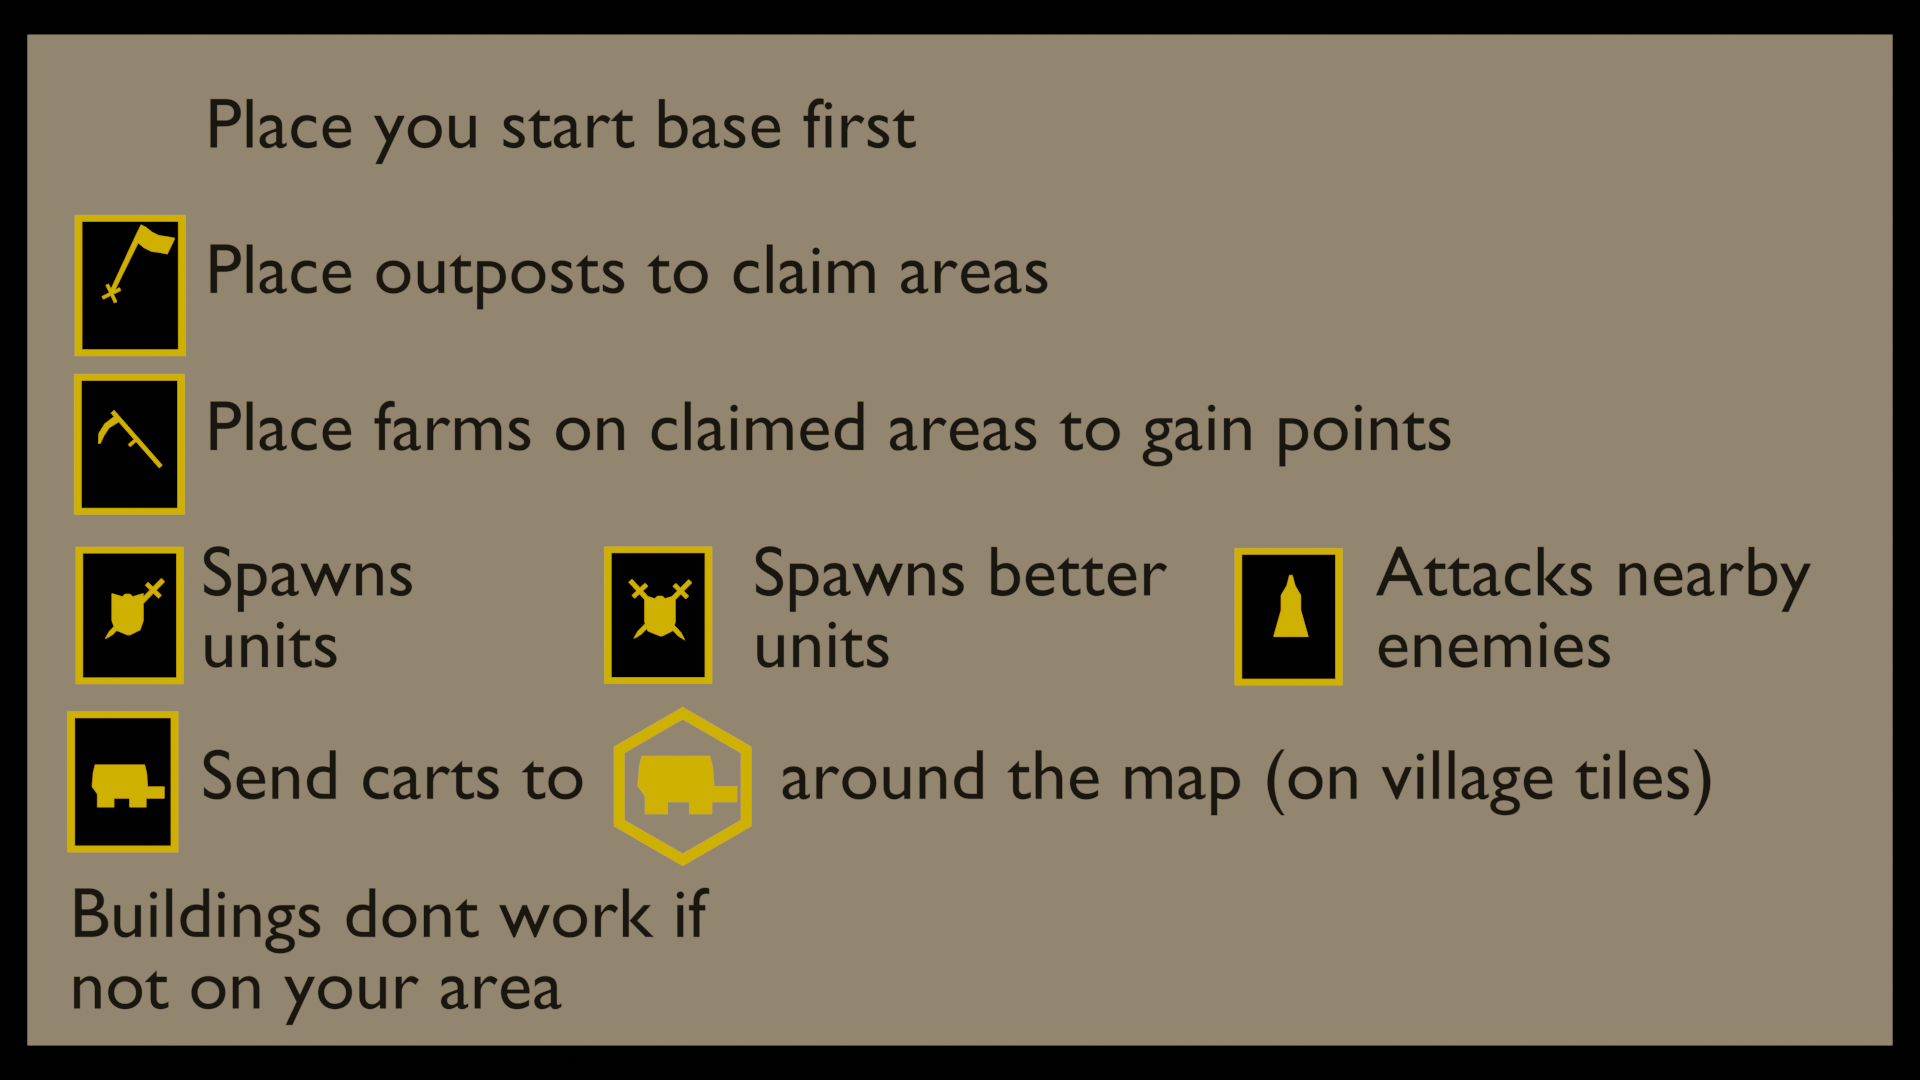 Place you start base first
Place outposts to claim areas
Place farms on claimed areas to gain points
Spawns
units
Spawns better
units
Attacks nearby
enemies
Send carts to around the map (on village tiles)
Buildings dont work if
not on your area